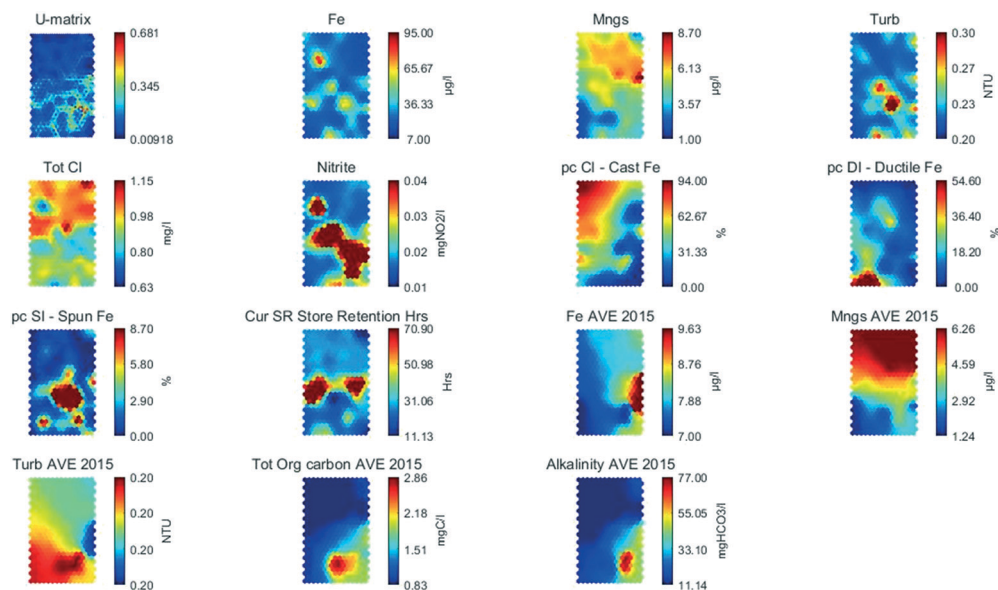 U-matrix
0.681
0.345
0.00918
Fe
95.00
65.67
36.33
7.00
µg/l
Mngs
8.70
6.13
3.57
1.00
µg/l
Turb
0.30
0.27
0.23
0.20
NTU
Tot Cl
1.15
0.98
0.80
0.63
mg/l
Nitrite
0.04
0.03
0.02
0.01
mgNO2/l
pc CI - Cast Fe
94.00
62.67
31.33
0.00
%
pc DI - Ductile Fe
54.60
36.40
18.20
0.00
%
pc SI - Spun Fe
8.70
5.80
2.90
0.00
%
Cur SR Store Retention Hrs
70.90
50.98
31.06
11.13
Hrs
Fe AVE 2015
9.63
8.76
7.88
7.00
µg/l
Mngs AVE 2015
6.26
4.59
2.92
1.24
µg/l
Turb AVE 2015
0.20
0.20
0.20
0.20
NTU
Tot Org carbon AVE 2015
2.86
2.18
1.51
0.83
mgC/l
Alkalinity AVE 2015
77.00
55.05
33.10
11.14
mgHCO3/l